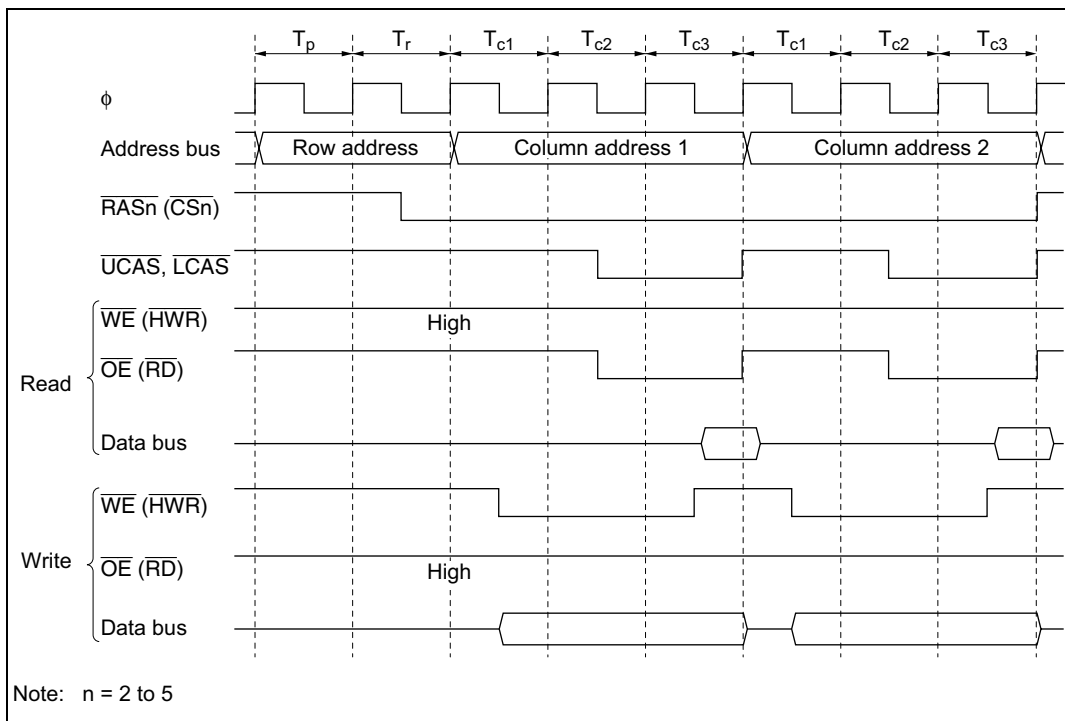 Tp Tr Tc1 Tc2 Tc3 Tc1 Tc2 Tc3
ϕ
Address bus Row address Column address 1 Column address 2
RASn (CSn)
UCAS, LCAS
Read
WE (HWR) High
OE (RD)
Data bus
Write
WE (HWR)
OE (RD) High
Data bus
Note: n = 2 to 5